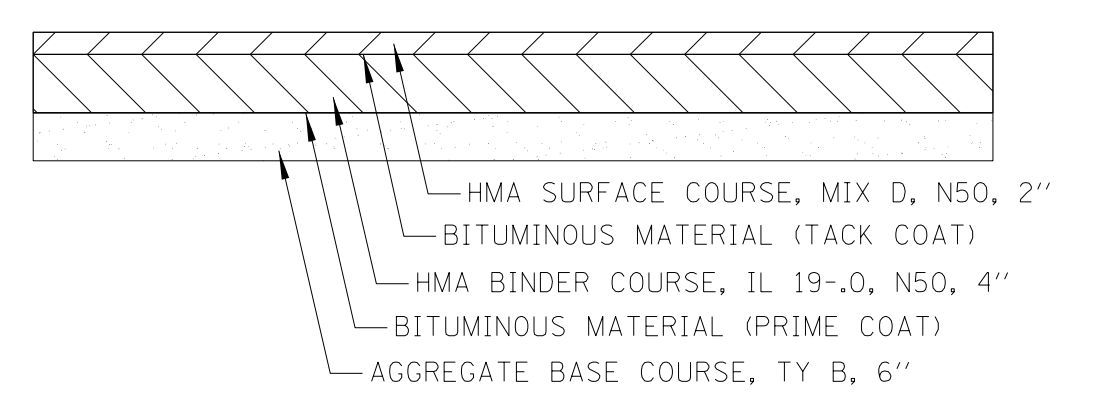 HMA SURFACE COURSE, MIX D, N50, 2''
BITUMINOUS MATERIAL (TACK COAT)
HMA BINDER COURSE, IL 19-.0, N50, 4''
BITUMINOUS MATERIAL (PRIME COAT)
AGGREGATE BASE COURSE, TY B, 6''